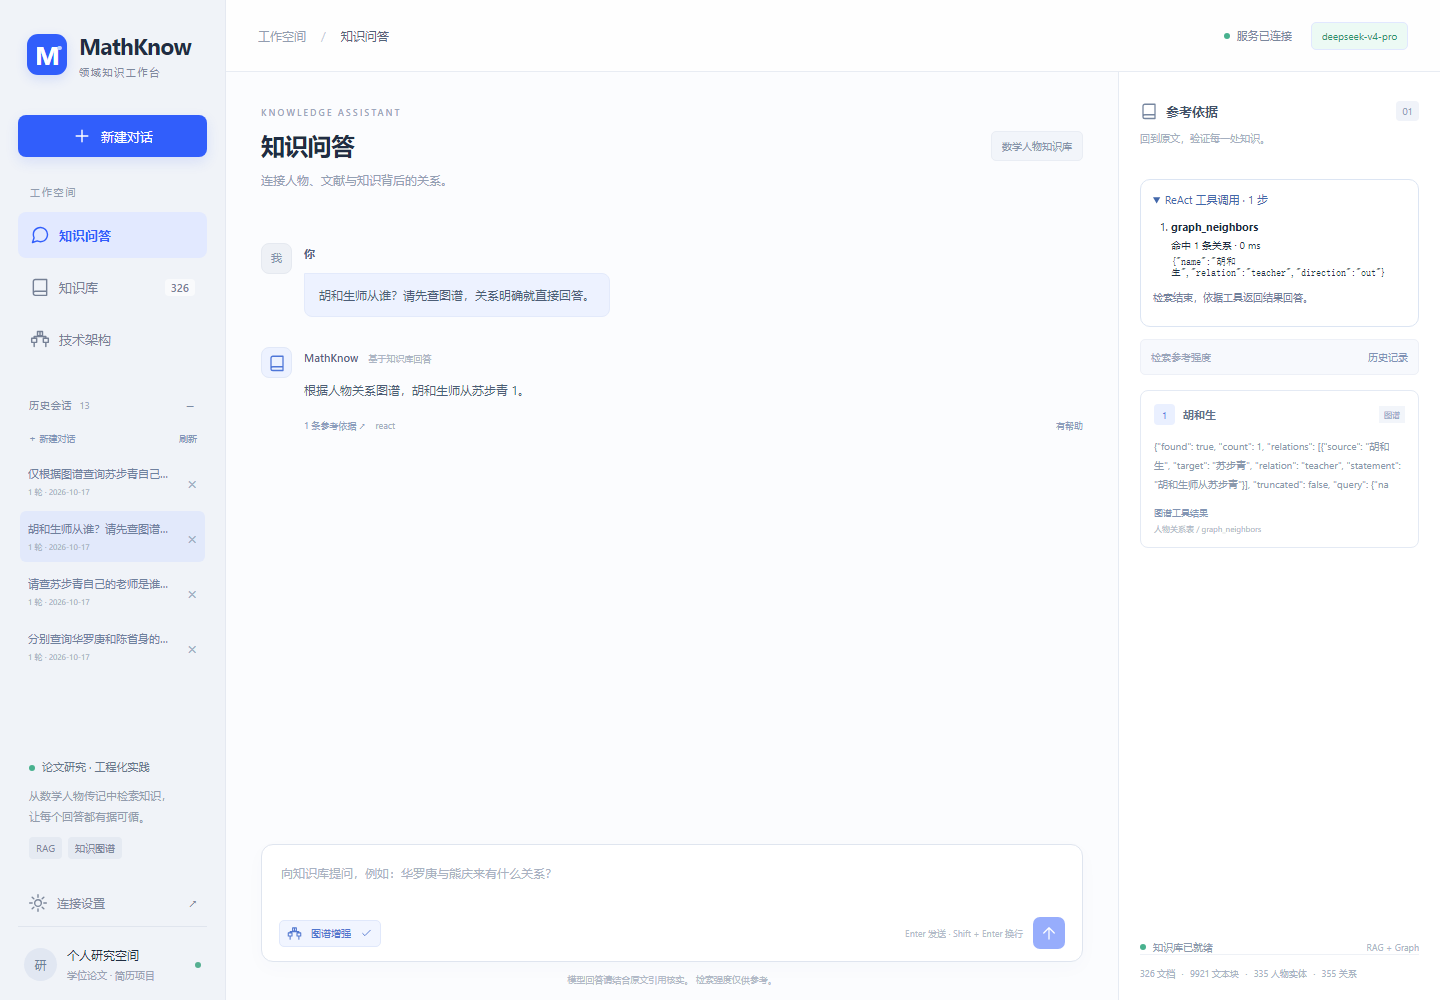 MathKnow
领域知识工作台
新建对话
工作空间
知识问答
知识库 326
技术架构
历史会话 13 –
+ 新建对话 刷新
仅根据图谱查询苏步青自己...
1 轮 · 2026-10-17
胡和生师从谁？请先查图谱...
1 轮 · 2026-10-17
请查苏步青自己的老师是谁...
1 轮 · 2026-10-17
分别查询华罗庚和陈省身的...
1 轮 · 2026-10-17
论文研究 · 工程化实践
从数学人物传记中检索知识，
让每个回答都有据可循。
RAG 知识图谱
连接设置 ↗
研 个人研究空间
学位论文 · 简历项目
工作空间 / 知识问答
服务已连接 deepseek-v4-pro
KNOWLEDGE ASSISTANT
知识问答
数学人物知识库
连接人物、文献与知识背后的关系。
我 你
胡和生师从谁？请先查图谱，关系明确就直接回答。
MathKnow 基于知识库回答
根据人物关系图谱，胡和生师从苏步青 1。
1 条参考依据 ↗ react 有帮助
向知识库提问，例如：华罗庚与熊庆来有什么关系？
图谱增强
Enter 发送 · Shift + Enter 换行
模型回答请结合原文引用核实。 检索强度仅供参考。
参考依据 01
回到原文，验证每一处知识。
▼ ReAct 工具调用 · 1 步
1. graph_neighbors
命中 1 条关系 · 0 ms
{"name":"胡和
生","relation":"teacher","direction":"out"}
检索结束，依据工具返回结果回答。
检索参考强度 历史记录
1 胡和生 图谱
{"found": true, "count": 1, "relations": [{"source": "胡和
生", "target": "苏步青", "relation": "teacher", "statement":
"胡和生师从苏步青"}], "truncated": false, "query": {"na
图谱工具结果
人物关系表 / graph_neighbors
知识库已就绪 RAG + Graph
326 文档 · 9921 文本块 · 335 人物实体 · 355 关系